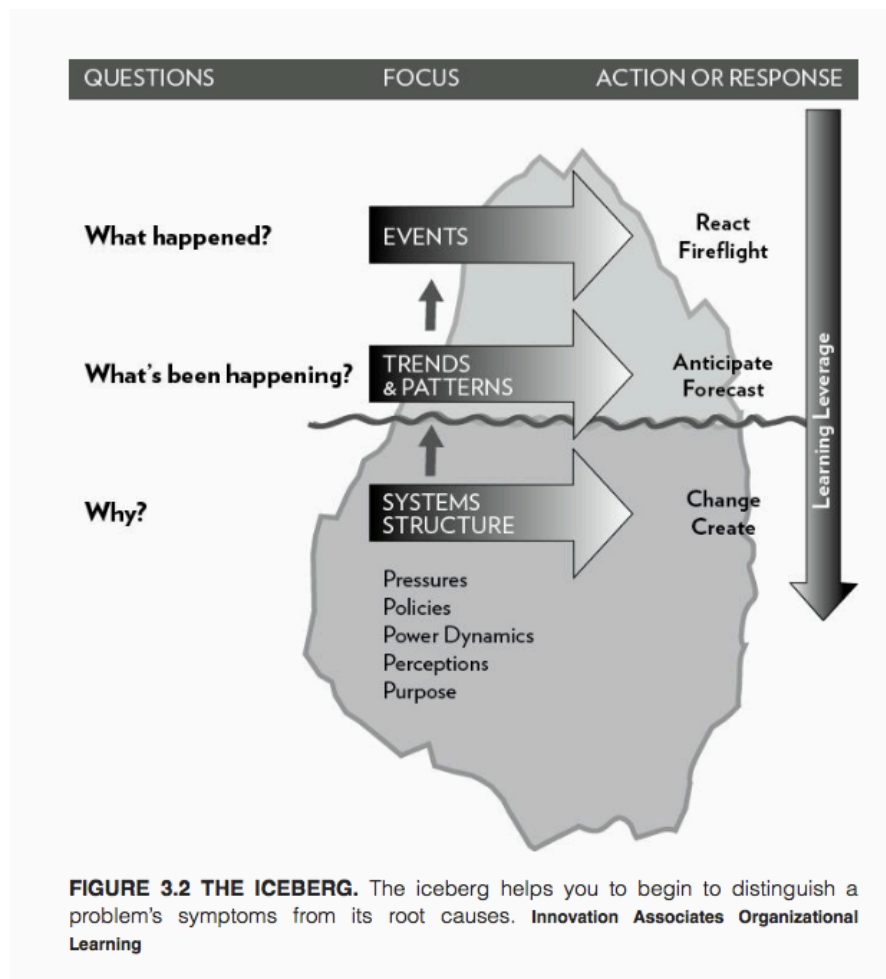 QUESTIONS FOCUS ACTION OR RESPONSE
What happened?
EVENTS
React
Fireflight
What's been happening?
TRENDS
& PATTERNS
Anticipate
Forecast
Why?
SYSTEMS
STRUCTURE
Change
Create
Pressures
Policies
Power Dynamics
Perceptions
Purpose
Learning Leverage
FIGURE 3.2 THE ICEBERG. The iceberg helps you to begin to distinguish a
problem's symptoms from its root causes. Innovation Associates Organizational
Learning